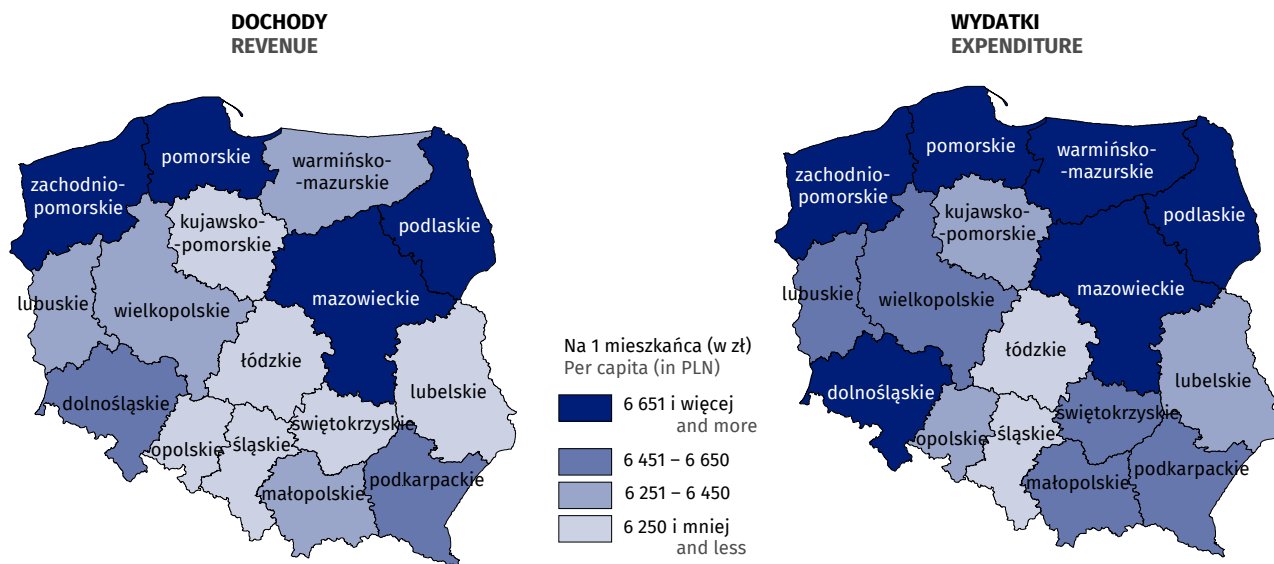 DOCHODY
REVENUE
pomorskie
warmińsko-
-mazurskie
zachodnio-
pomorskie
kujawsko-
-pomorskie
podlaskie
lubuskie
wielkopolskie
mazowieckie
łódzkie
lubelskie
dolnośląskie
świętokrzyskie
opolskie
śląskie
podkarpackie
małopolskie
Na 1 mieszkańca (w zł)
Per capita (in PLN)
6 651 i więcej
and more
6 451 – 6 650
6 251 – 6 450
6 250 i mniej
and less
WYDATKI
EXPENDITURE
pomorskie
warmińsko-
-mazurskie
zachodnio-
pomorskie
kujawsko-
-pomorskie
podlaskie
lubuskie
wielkopolskie
mazowieckie
łódzkie
lubelskie
dolnośląskie
świętokrzyskie
opolskie
śląskie
podkarpackie
małopolskie